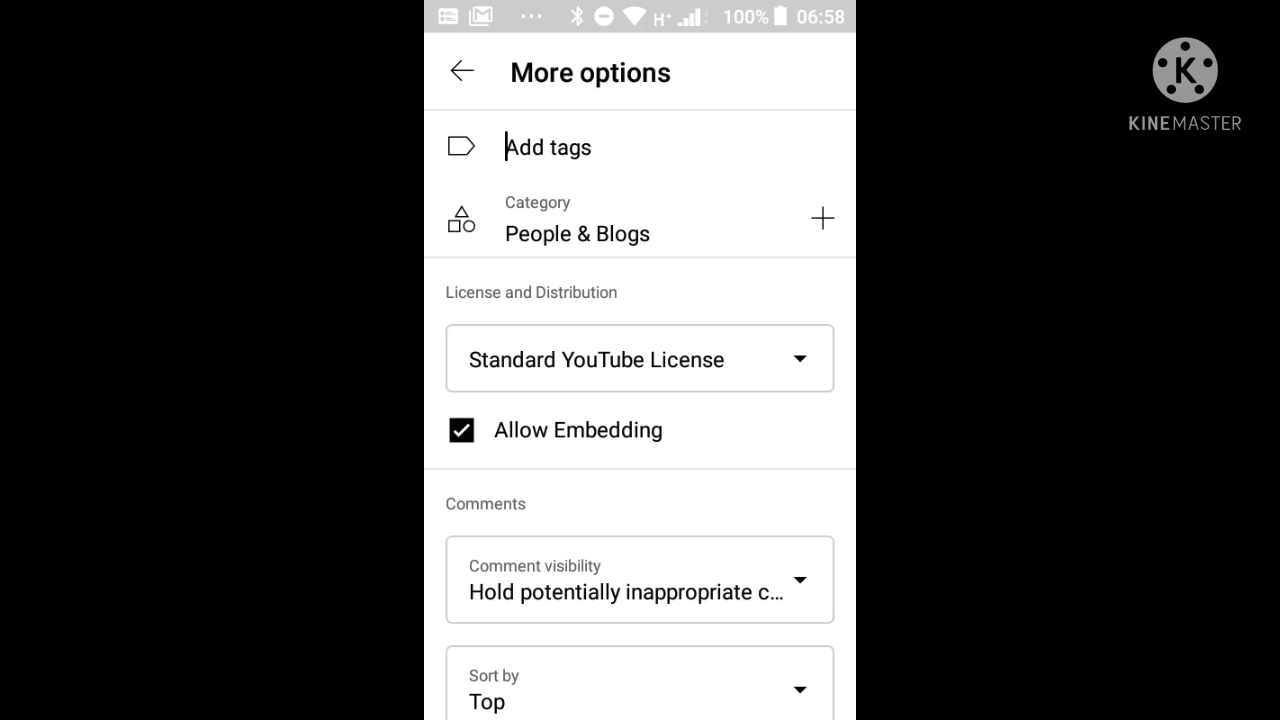 ... H+ 100% 06:58
More options
K
KINEMASTER
Add tags
Category
People & Blogs
License and Distribution
Standard YouTube License
Allow Embedding
Comments
Comment visibility
Hold potentially inappropriate c...
Sort by
Top